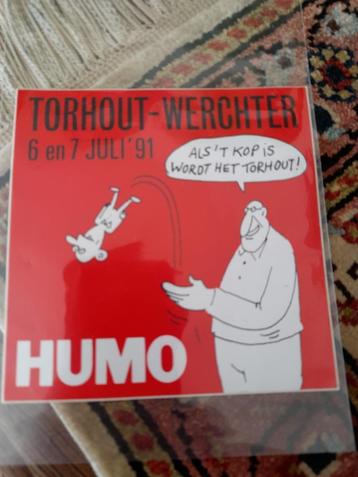 TORHOUT-WERCHTER
6 en 7 JULI '91
ALS 'T KOP iS
WORDT HET TORHOUT!
HUMO